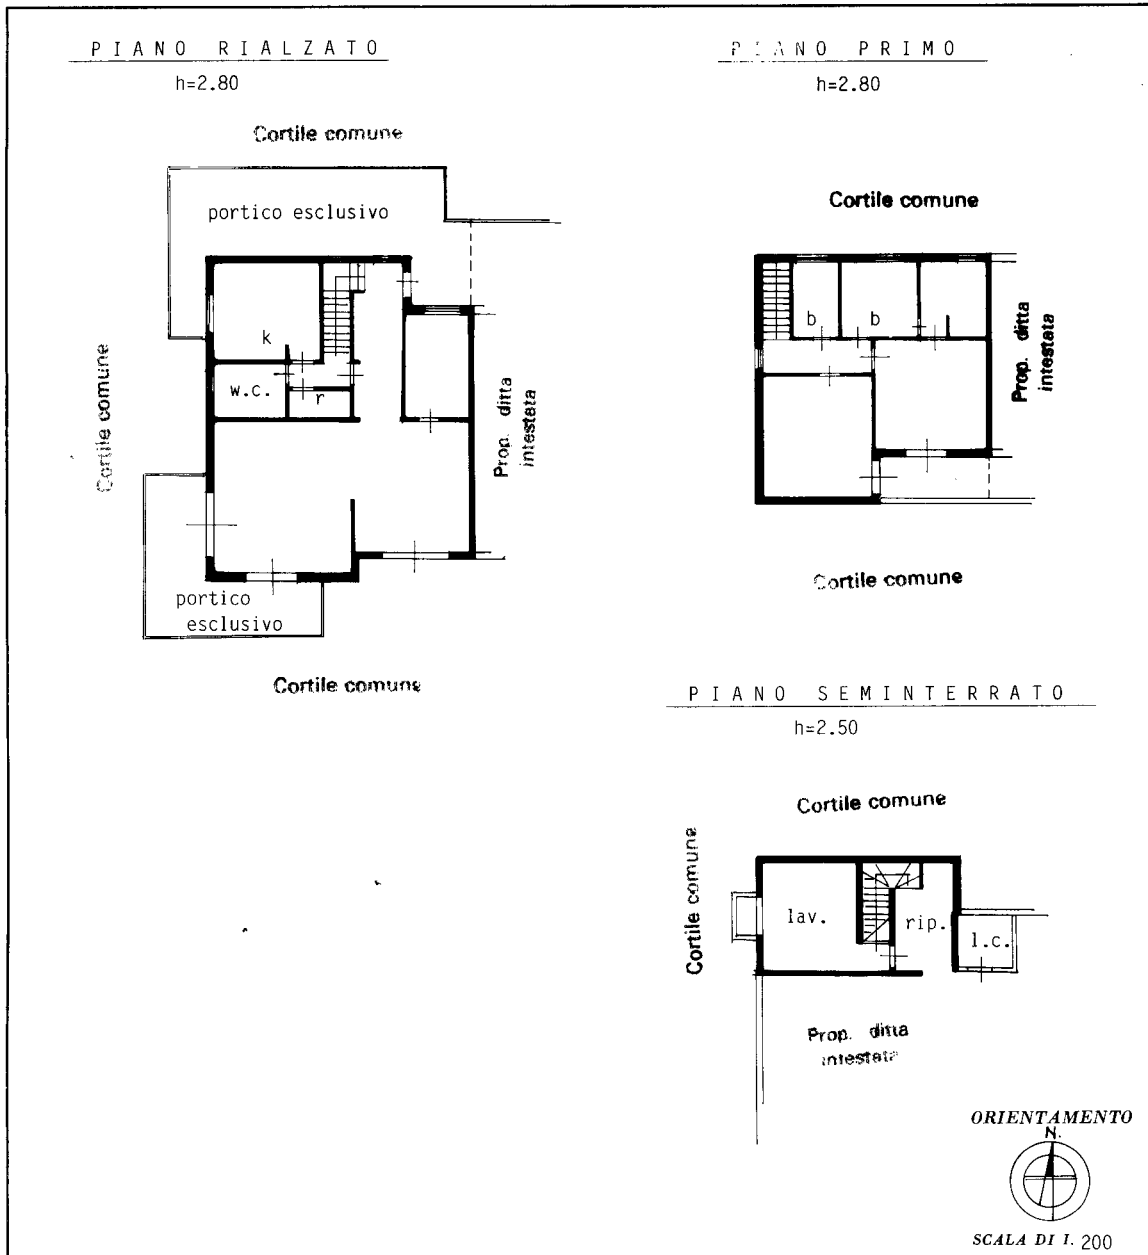 PIANO RIALZATO
h=2.80
Cortile comune
portico esclusivo
k
w.c.
r
Cortile comune
Prop. ditta
intestata
portico
esclusivo
Cortile comune
PIANO PRIMO
h=2.80
Cortile comune
b
b
Prop. ditta
intestata
Cortile comune
PIANO SEMINTERRATO
h=2.50
Cortile comune
Cortile comune
lav.
rip.
l.c.
Prop. ditta
intestata
ORIENTAMENTO
N.
SCALA DI I. 200